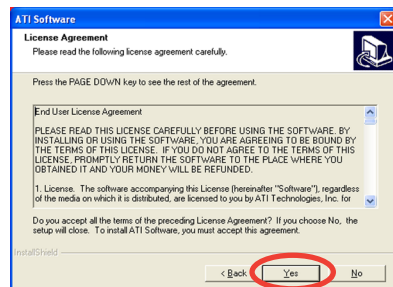 ATI Software
License Agreement
Please read the following license agreement carefully.
Press the PAGE DOWN key to see the rest of the agreement.
End User License Agreement
PLEASE READ THIS LICENSE CAREFULLY BEFORE USING THE SOFTWARE. BY
INSTALLING OR USING THE SOFTWARE, YOU ARE AGREEING TO BE BOUND BY
THE TERMS OF THIS LICENSE. IF YOU DO NOT AGREE TO THE TERMS OF THIS
LICENSE, PROMPTLY RETURN THE SOFTWARE TO THE PLACE WHERE YOU
OBTAINED IT AND YOUR MONEY WILL BE REFUNDED.
1. License. The software accompanying this License (hereinafter "Software"), regardless
of the media on which it is distributed, are licensed to you by ATI Technologies, Inc. for
Do you accept all the terms of the preceding License Agreement? If you choose No, the
setup will close. To install ATI Software, you must accept this agreement.
InstallShield
< Back Yes No